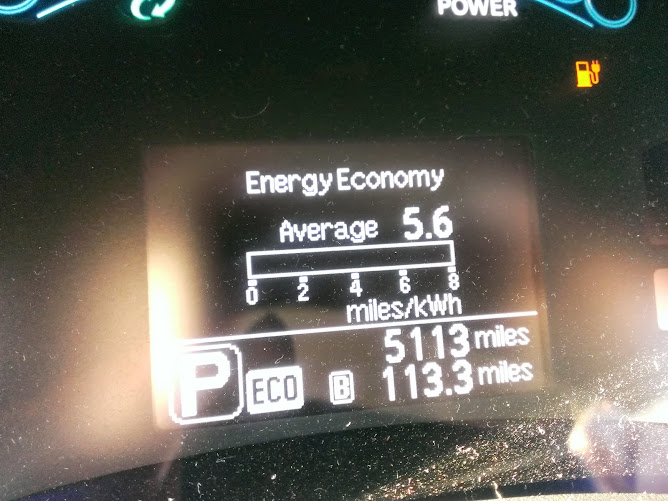 POWER
Energy Economy
Average 5.6
0 2 4 6 8
miles/kWh
5113 miles
P ECO B 113.3 miles